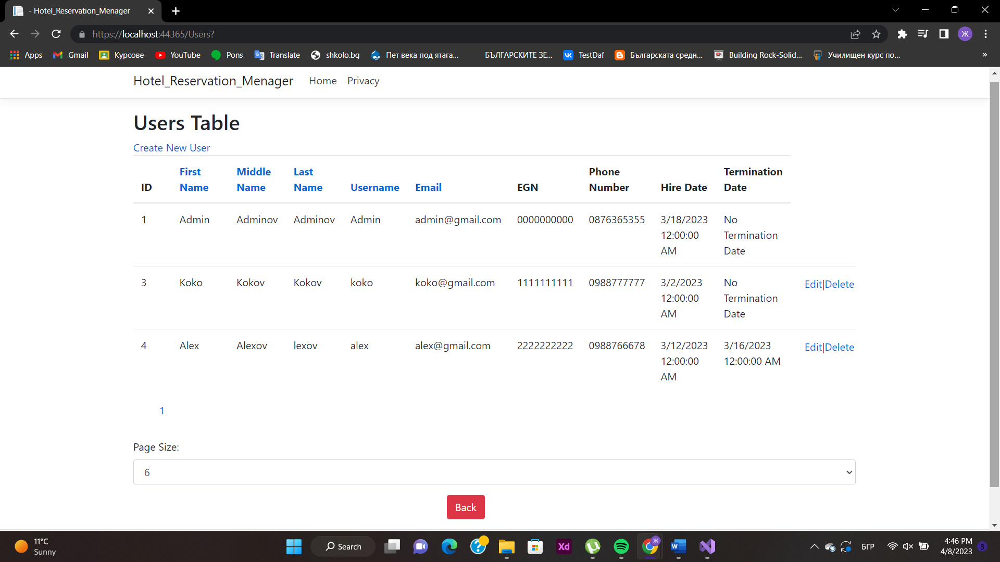 - Hotel_Reservation_Menager
https://localhost:44365/Users?
Ж
Apps Gmail Курсове YouTube Pons Translate shkolo.bg Пет века под ятага... БЪЛГАРСКИТЕ ЗЕ... TestDaf Българската средн... Building Rock-Solid... Училищен курс по... »
Hotel_Reservation_Menager Home Privacy
Users Table
Create New User
ID First Name Middle Name Last Name Username Email EGN Phone Number Hire Date Termination Date
1 Admin Adminov Adminov Admin admin@gmail.com 0000000000 0876365355 3/18/2023 12:00:00 AM No Termination Date
3 Koko Kokov Kokov koko koko@gmail.com 1111111111 0988777777 3/2/2023 12:00:00 AM No Termination Date Edit|Delete
4 Alex Alexov lexov alex alex@gmail.com 2222222222 0988766678 3/12/2023 12:00:00 AM 3/16/2023 12:00:00 AM Edit|Delete
1
Page Size:
6
Back
11°C
Sunny
Search
Xd
БГР
4:46 PM
4/8/2023
8